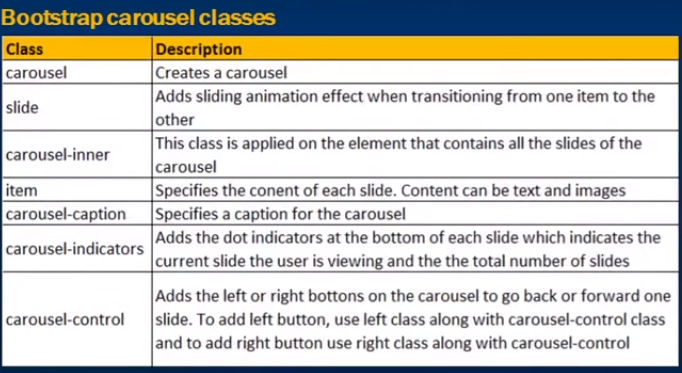 Bootstrap carousel classes
Class Description
carousel Creates a carousel
slide Adds sliding animation effect when transitioning from one item to the
other
carousel-inner This class is applied on the element that contains all the slides of the
carousel
item Specifies the conent of each slide. Content can be text and images
carousel-caption Specifies a caption for the carousel
carousel-indicators Adds the dot indicators at the bottom of each slide which indicates the
current slide the user is viewing and the the total number of slides
carousel-control Adds the left or right bottons on the carousel to go back or forward one
slide. To add left button, use left class along with carousel-control class
and to add right button use right class along with carousel-control